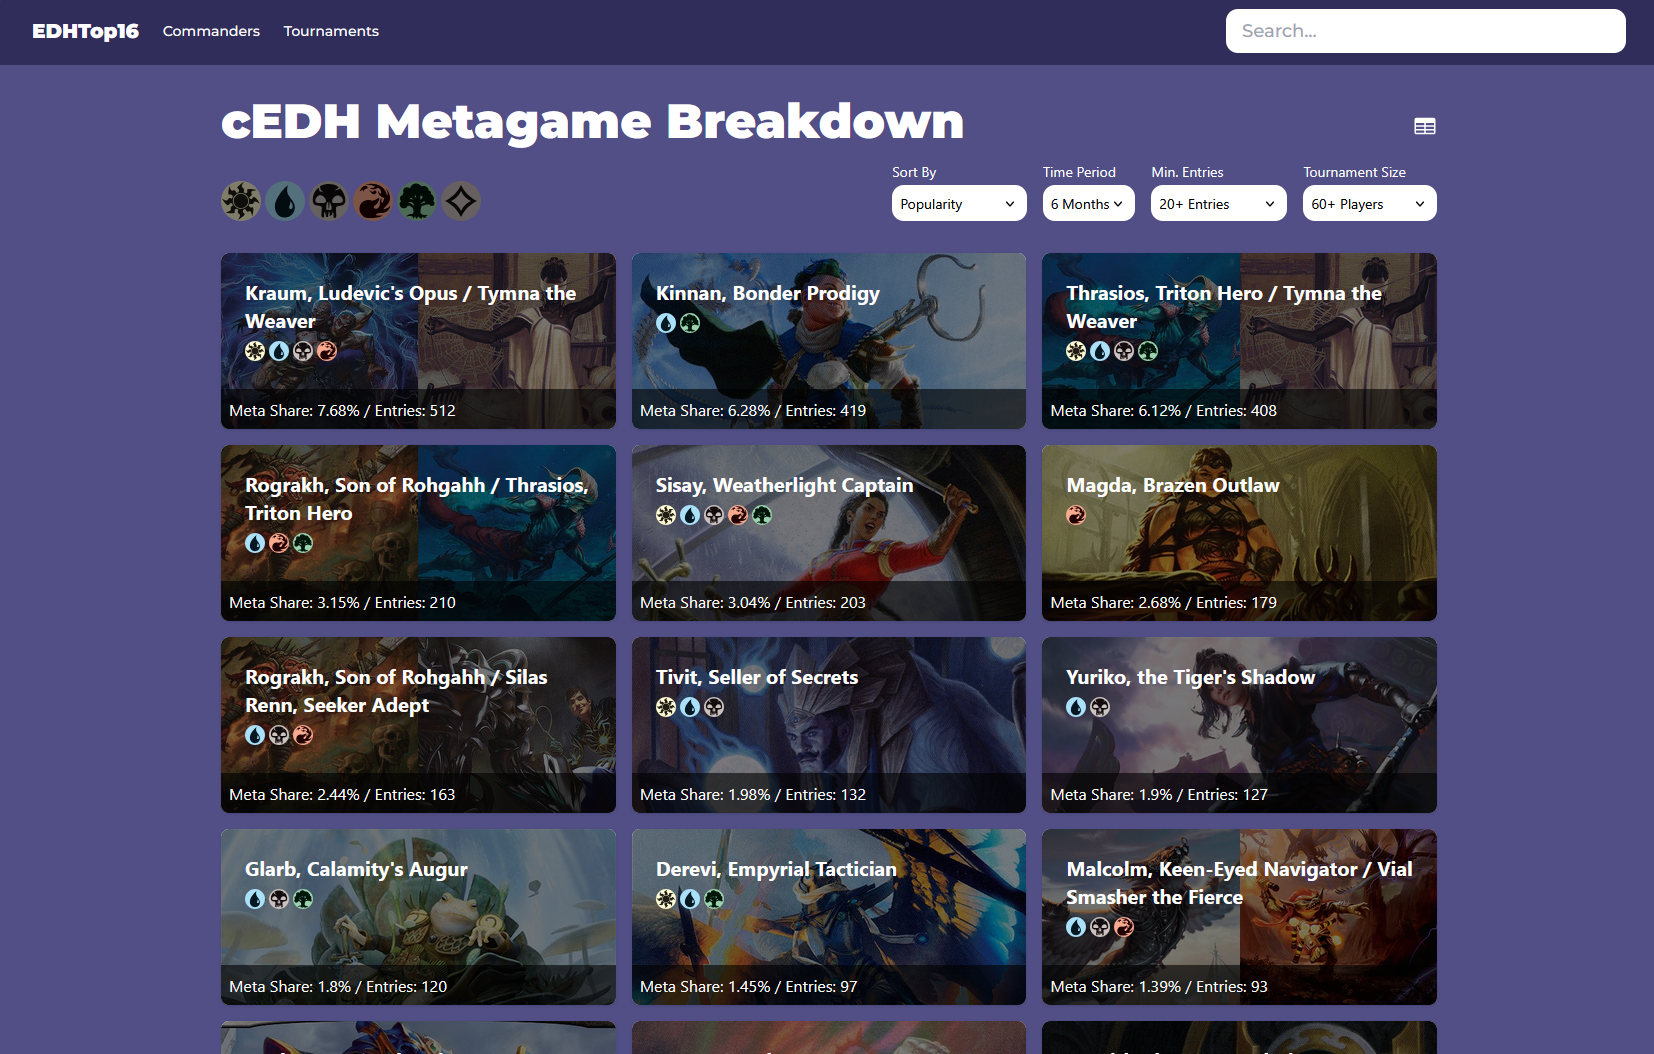 EDHTop16
Commanders
Tournaments
Search...
cEDH Metagame Breakdown
Sort By
Time Period
Min. Entries
Tournament Size
Popularity
6 Months
20+ Entries
60+ Players
Kraum, Ludevic's Opus / Tymna the
Weaver
Meta Share: 7.68% / Entries: 512
Kinnan, Bonder Prodigy
Meta Share: 6.28% / Entries: 419
Thrasios, Triton Hero / Tymna the
Weaver
Meta Share: 6.12% / Entries: 408
Rograkh, Son of Rohgahh / Thrasios,
Triton Hero
Meta Share: 3.15% / Entries: 210
Sisay, Weatherlight Captain
Meta Share: 3.04% / Entries: 203
Magda, Brazen Outlaw
Meta Share: 2.68% / Entries: 179
Rograkh, Son of Rohgahh / Silas
Renn, Seeker Adept
Meta Share: 2.44% / Entries: 163
Tivit, Seller of Secrets
Meta Share: 1.98% / Entries: 132
Yuriko, the Tiger's Shadow
Meta Share: 1.9% / Entries: 127
Glarb, Calamity's Augur
Meta Share: 1.8% / Entries: 120
Derevi, Empyrial Tactician
Meta Share: 1.45% / Entries: 97
Malcolm, Keen-Eyed Navigator / Vial
Smasher the Fierce
Meta Share: 1.39% / Entries: 93